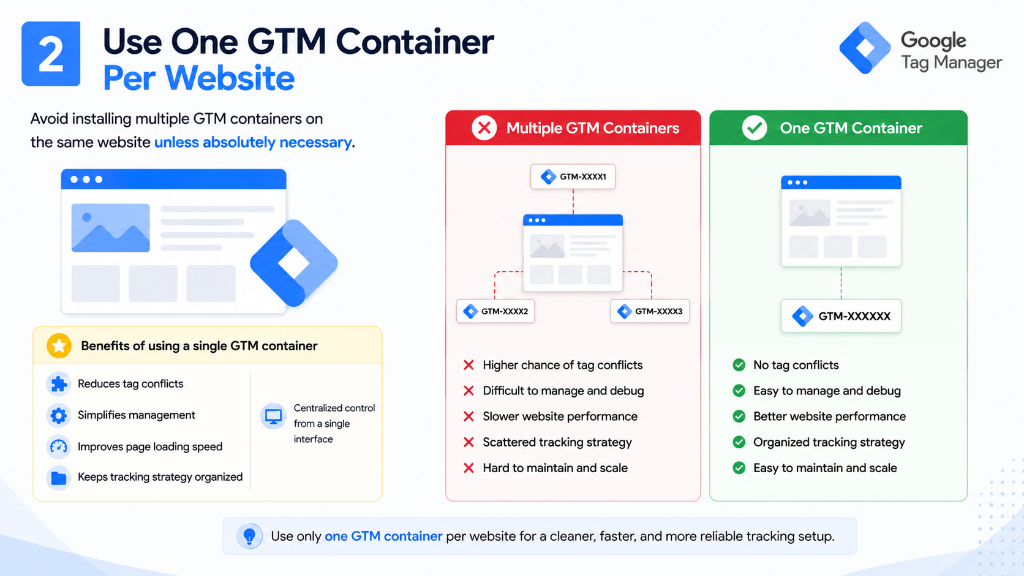 2
Use One GTM Container
Per Website
Google
Tag Manager
Avoid installing multiple GTM containers on
the same website unless absolutely necessary.
Benefits of using a single GTM container
Reduces tag conflicts
Simplifies management
Improves page loading speed
Keeps tracking strategy organized
Centralized control
from a single
interface
Multiple GTM Containers
GTM-XXXX1
GTM-XXXX2
GTM-XXXX3
Higher chance of tag conflicts
Difficult to manage and debug
Slower website performance
Scattered tracking strategy
Hard to maintain and scale
One GTM Container
GTM-XXXXXX
No tag conflicts
Easy to manage and debug
Better website performance
Organized tracking strategy
Easy to maintain and scale
Use only one GTM container per website for a cleaner, faster, and more reliable tracking setup.